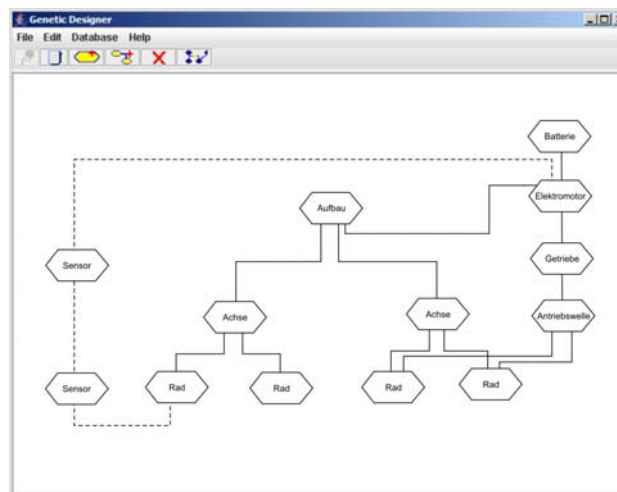 Genetic Designer
File Edit Database Help
Batterie
Elektromotor
Aufbau
Sensor
Getriebe
Achse
Achse
Antriebswelle
Sensor
Rad
Rad
Rad
Rad